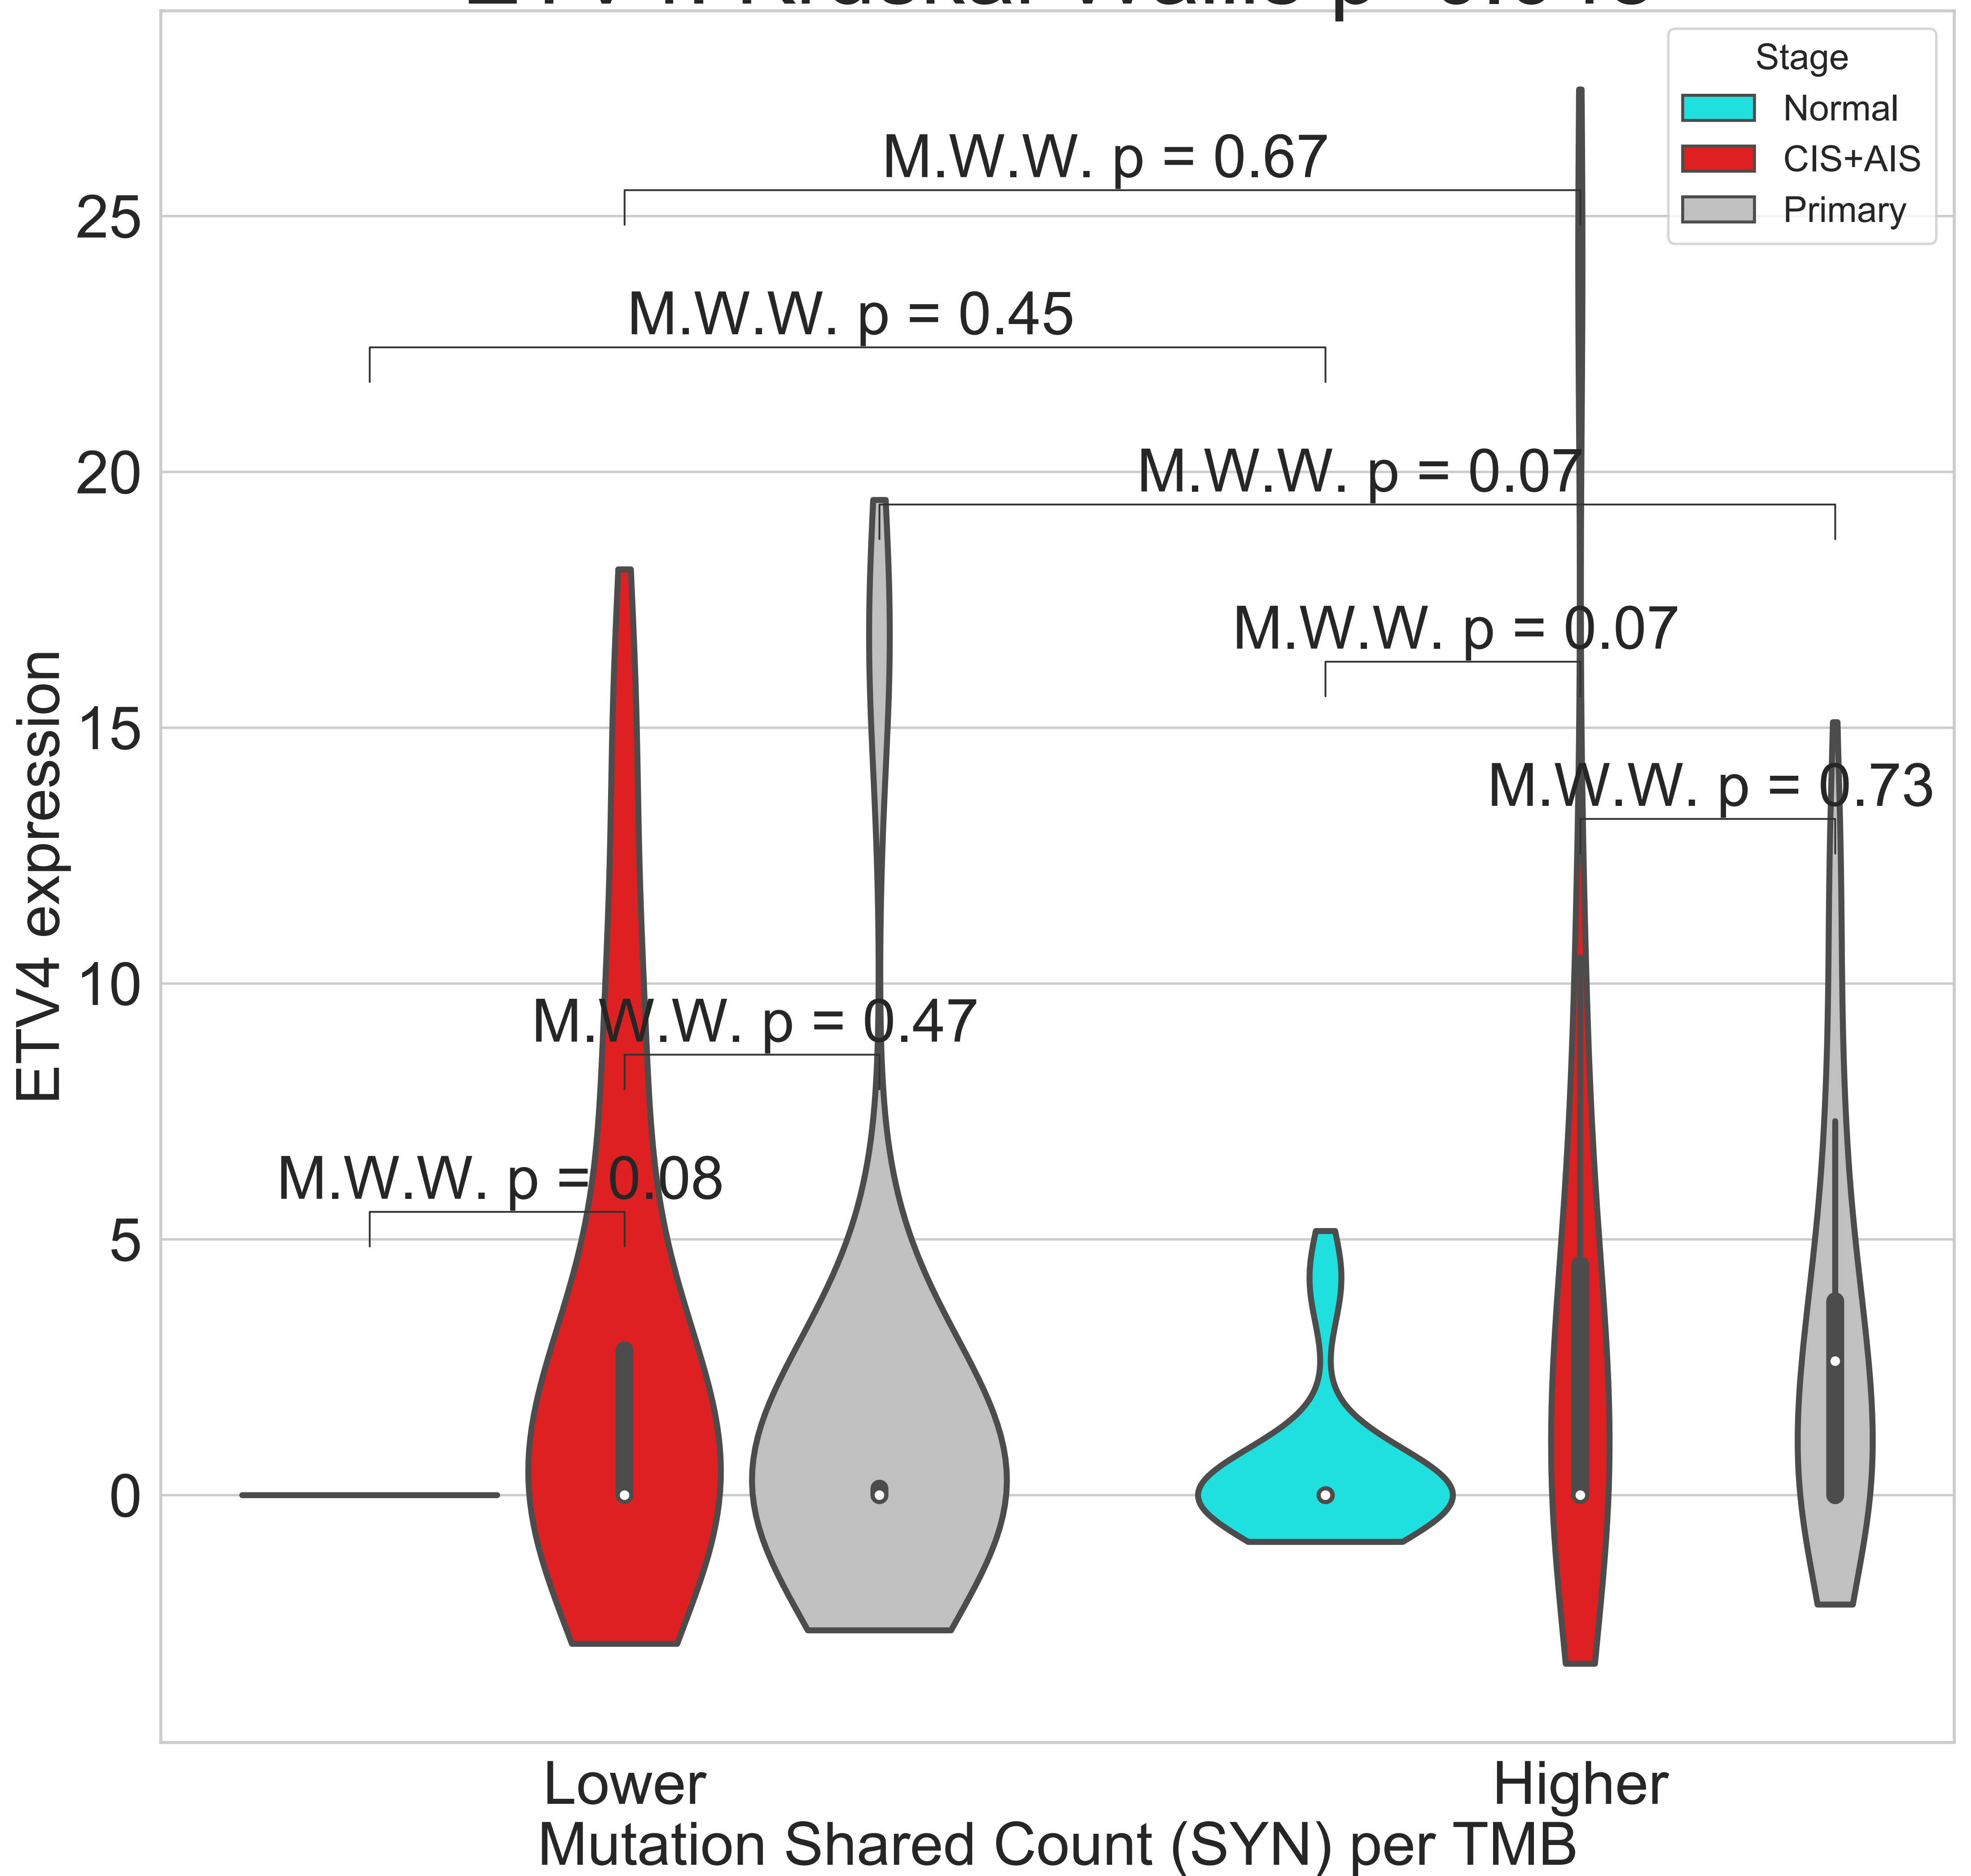 Stage
Normal
CIS+AIS
Primary
M.W.W. p = 0.67
M.W.W. p = 0.45
M.W.W. p = 0.07
M.W.W. p = 0.07
M.W.W. p = 0.73
M.W.W. p = 0.47
M.W.W. p = 0.08
25
20
15
10
5
0
ETV4 expression
Lower
Higher
Mutation Shared Count (SYN) per TMB